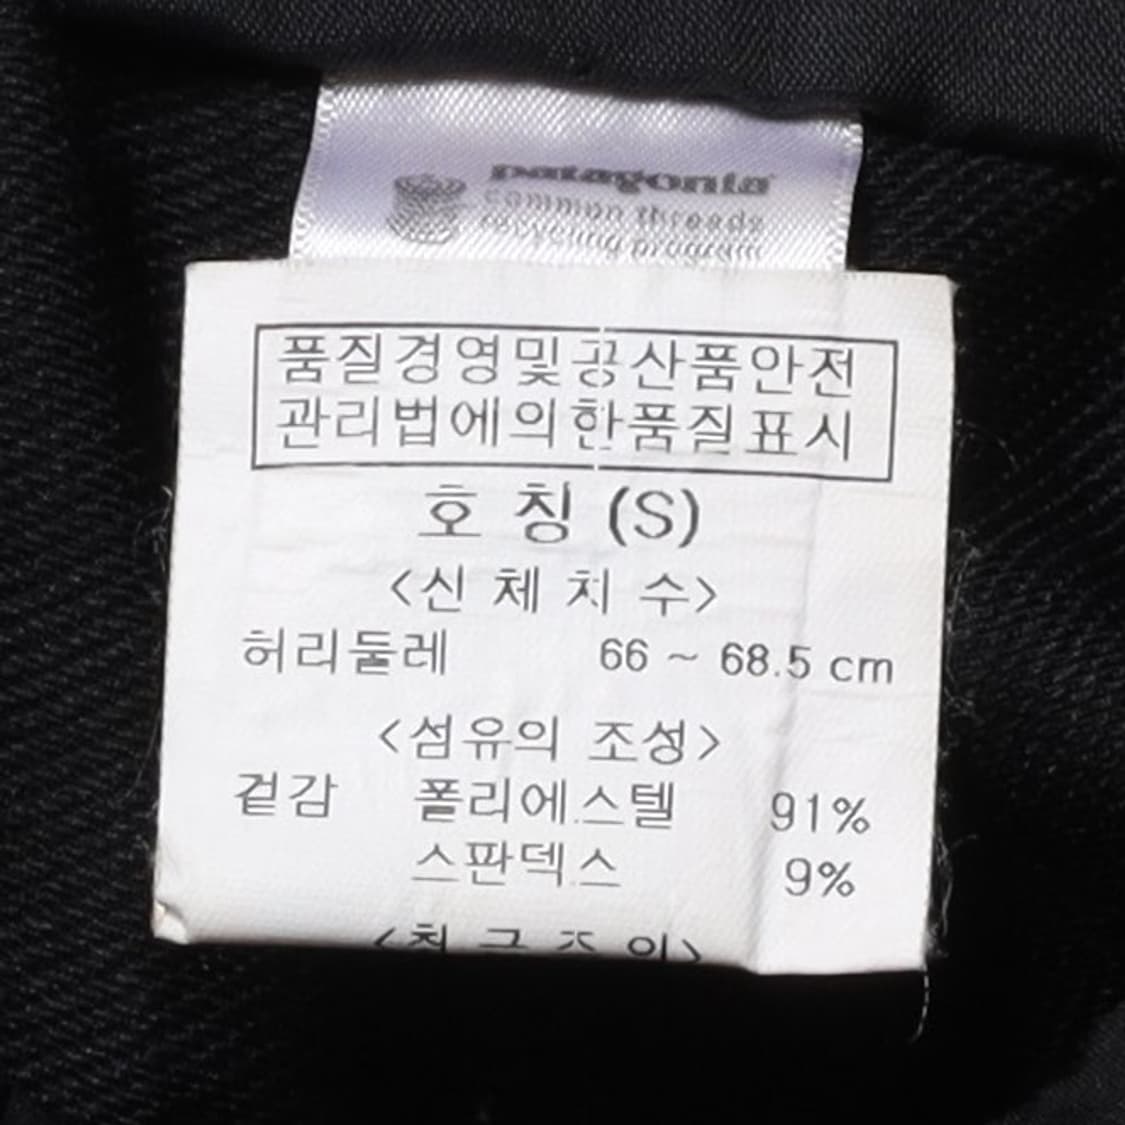 patagonia
common threads
recycling program
품질경영및공산품안전
관리법에의한품질표시
호 칭 (S)
<신 체 치 수>
허리둘레 66 ~ 68.5 cm
<섬유의 조성>
겉감 폴리에스텔 91%
스판덱스 9%